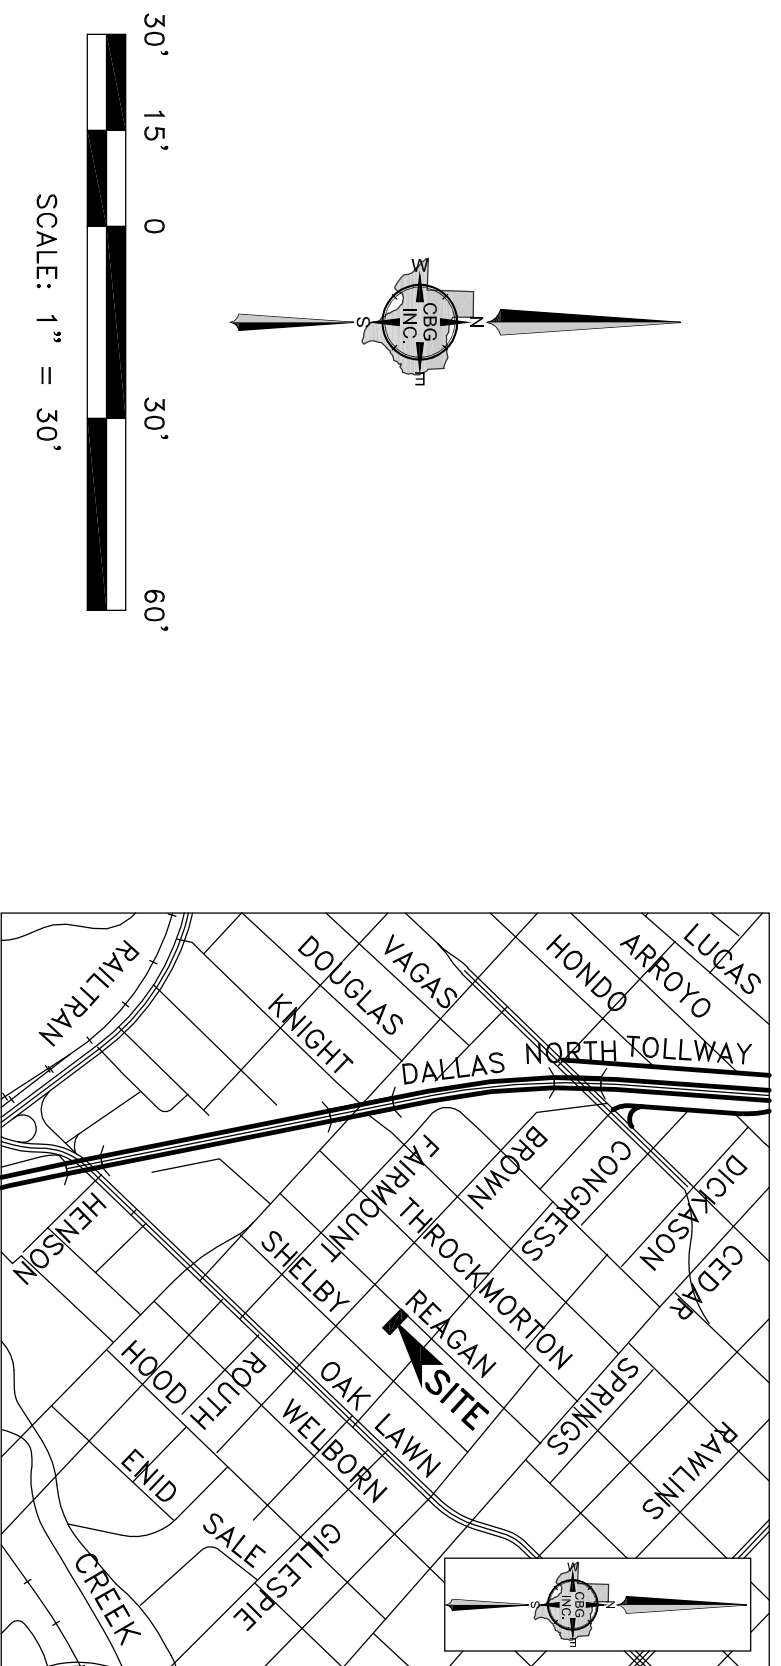 30' 15' 0 30' 60'
SCALE: 1" = 30'
N
W
CBG
INC.
E
S
LUCAS
ARROYO
HONDO
VAGAS
DOUGLAS
KNIGHT
RAILTRAN
DALLAS NORTH TOLLWAY
DICKASON
CEDAR
SPRINGS
CONGRESS
BROWN
FAIRMOUNT
THROCKMORTON
REAGAN
SITE
SHELBY
OAK LAWN
WELBORN
RAWLINS
HENSON
HOOD
ROUTH
ENID
SALE
GILLESPIE
CREEK
N
W
CBG
INC.
E
S